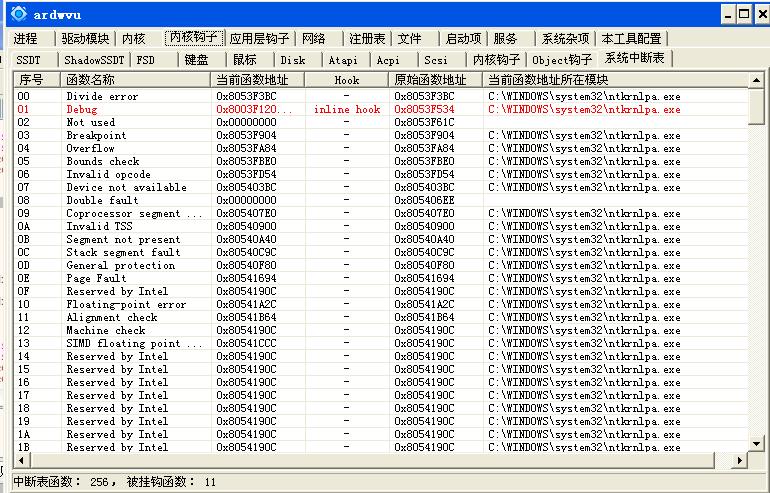 ardwvu
进程 驱动模块 内核 内核钩子 应用层钩子 网络 注册表 文件 启动项 服务 系统杂项 本工具配置
SSDT ShadowSSDT FSD 键盘 鼠标 Disk Atapi Acpi Scsi 内核钩子 Object钩子 系统中断表
序号 函数名称 当前函数地址 Hook 原始函数地址 当前函数地址所在模块
00 Divide error 0x8053F3BC - 0x8053F3BC C:\WINDOWS\system32\ntkrnlpa.exe
01 Debug 0x8003F120... inline hook 0x8053F534
02 Not used 0x00000000 - 0x8053F61C
03 Breakpoint 0x8053F904 - 0x8053F904 C:\WINDOWS\system32\ntkrnlpa.exe
04 Overflow 0x8053FA84 - 0x8053FA84 C:\WINDOWS\system32\ntkrnlpa.exe
05 Bounds check 0x8053FBE0 - 0x8053FBE0 C:\WINDOWS\system32\ntkrnlpa.exe
06 Invalid opcode 0x8053FD54 - 0x8053FD54 C:\WINDOWS\system32\ntkrnlpa.exe
07 Device not available 0x805403BC - 0x805403BC C:\WINDOWS\system32\ntkrnlpa.exe
08 Double fault 0x00000000 - 0x805406EE
09 Coprocessor segment ... 0x805407E0 - 0x805407E0 C:\WINDOWS\system32\ntkrnlpa.exe
0A Invalid TSS 0x80540900 - 0x80540900 C:\WINDOWS\system32\ntkrnlpa.exe
0B Segment not present 0x80540A40 - 0x80540A40 C:\WINDOWS\system32\ntkrnlpa.exe
0C Stack segment fault 0x80540C9C - 0x80540C9C C:\WINDOWS\system32\ntkrnlpa.exe
0D General protection 0x80540F80 - 0x80540F80 C:\WINDOWS\system32\ntkrnlpa.exe
0E Page Fault 0x80541694 - 0x80541694 C:\WINDOWS\system32\ntkrnlpa.exe
0F Reserved by Intel 0x8054190C - 0x8054190C C:\WINDOWS\system32\ntkrnlpa.exe
10 Floating-point error 0x80541A2C - 0x80541A2C C:\WINDOWS\system32\ntkrnlpa.exe
11 Alignment check 0x80541B64 - 0x80541B64 C:\WINDOWS\system32\ntkrnlpa.exe
12 Machine check 0x8054190C - 0x8054190C C:\WINDOWS\system32\ntkrnlpa.exe
13 SIMD floating point ... 0x80541CCC - 0x80541CCC C:\WINDOWS\system32\ntkrnlpa.exe
14 Reserved by Intel 0x8054190C - 0x8054190C C:\WINDOWS\system32\ntkrnlpa.exe
15 Reserved by Intel 0x8054190C - 0x8054190C C:\WINDOWS\system32\ntkrnlpa.exe
16 Reserved by Intel 0x8054190C - 0x8054190C C:\WINDOWS\system32\ntkrnlpa.exe
17 Reserved by Intel 0x8054190C - 0x8054190C C:\WINDOWS\system32\ntkrnlpa.exe
18 Reserved by Intel 0x8054190C - 0x8054190C C:\WINDOWS\system32\ntkrnlpa.exe
19 Reserved by Intel 0x8054190C - 0x8054190C C:\WINDOWS\system32\ntkrnlpa.exe
1A Reserved by Intel 0x8054190C - 0x8054190C C:\WINDOWS\system32\ntkrnlpa.exe
1B Reserved by Intel 0x8054190C - 0x8054190C C:\WINDOWS\system32\ntkrnlpa.exe
中断表函数: 256, 被挂钩函数: 11